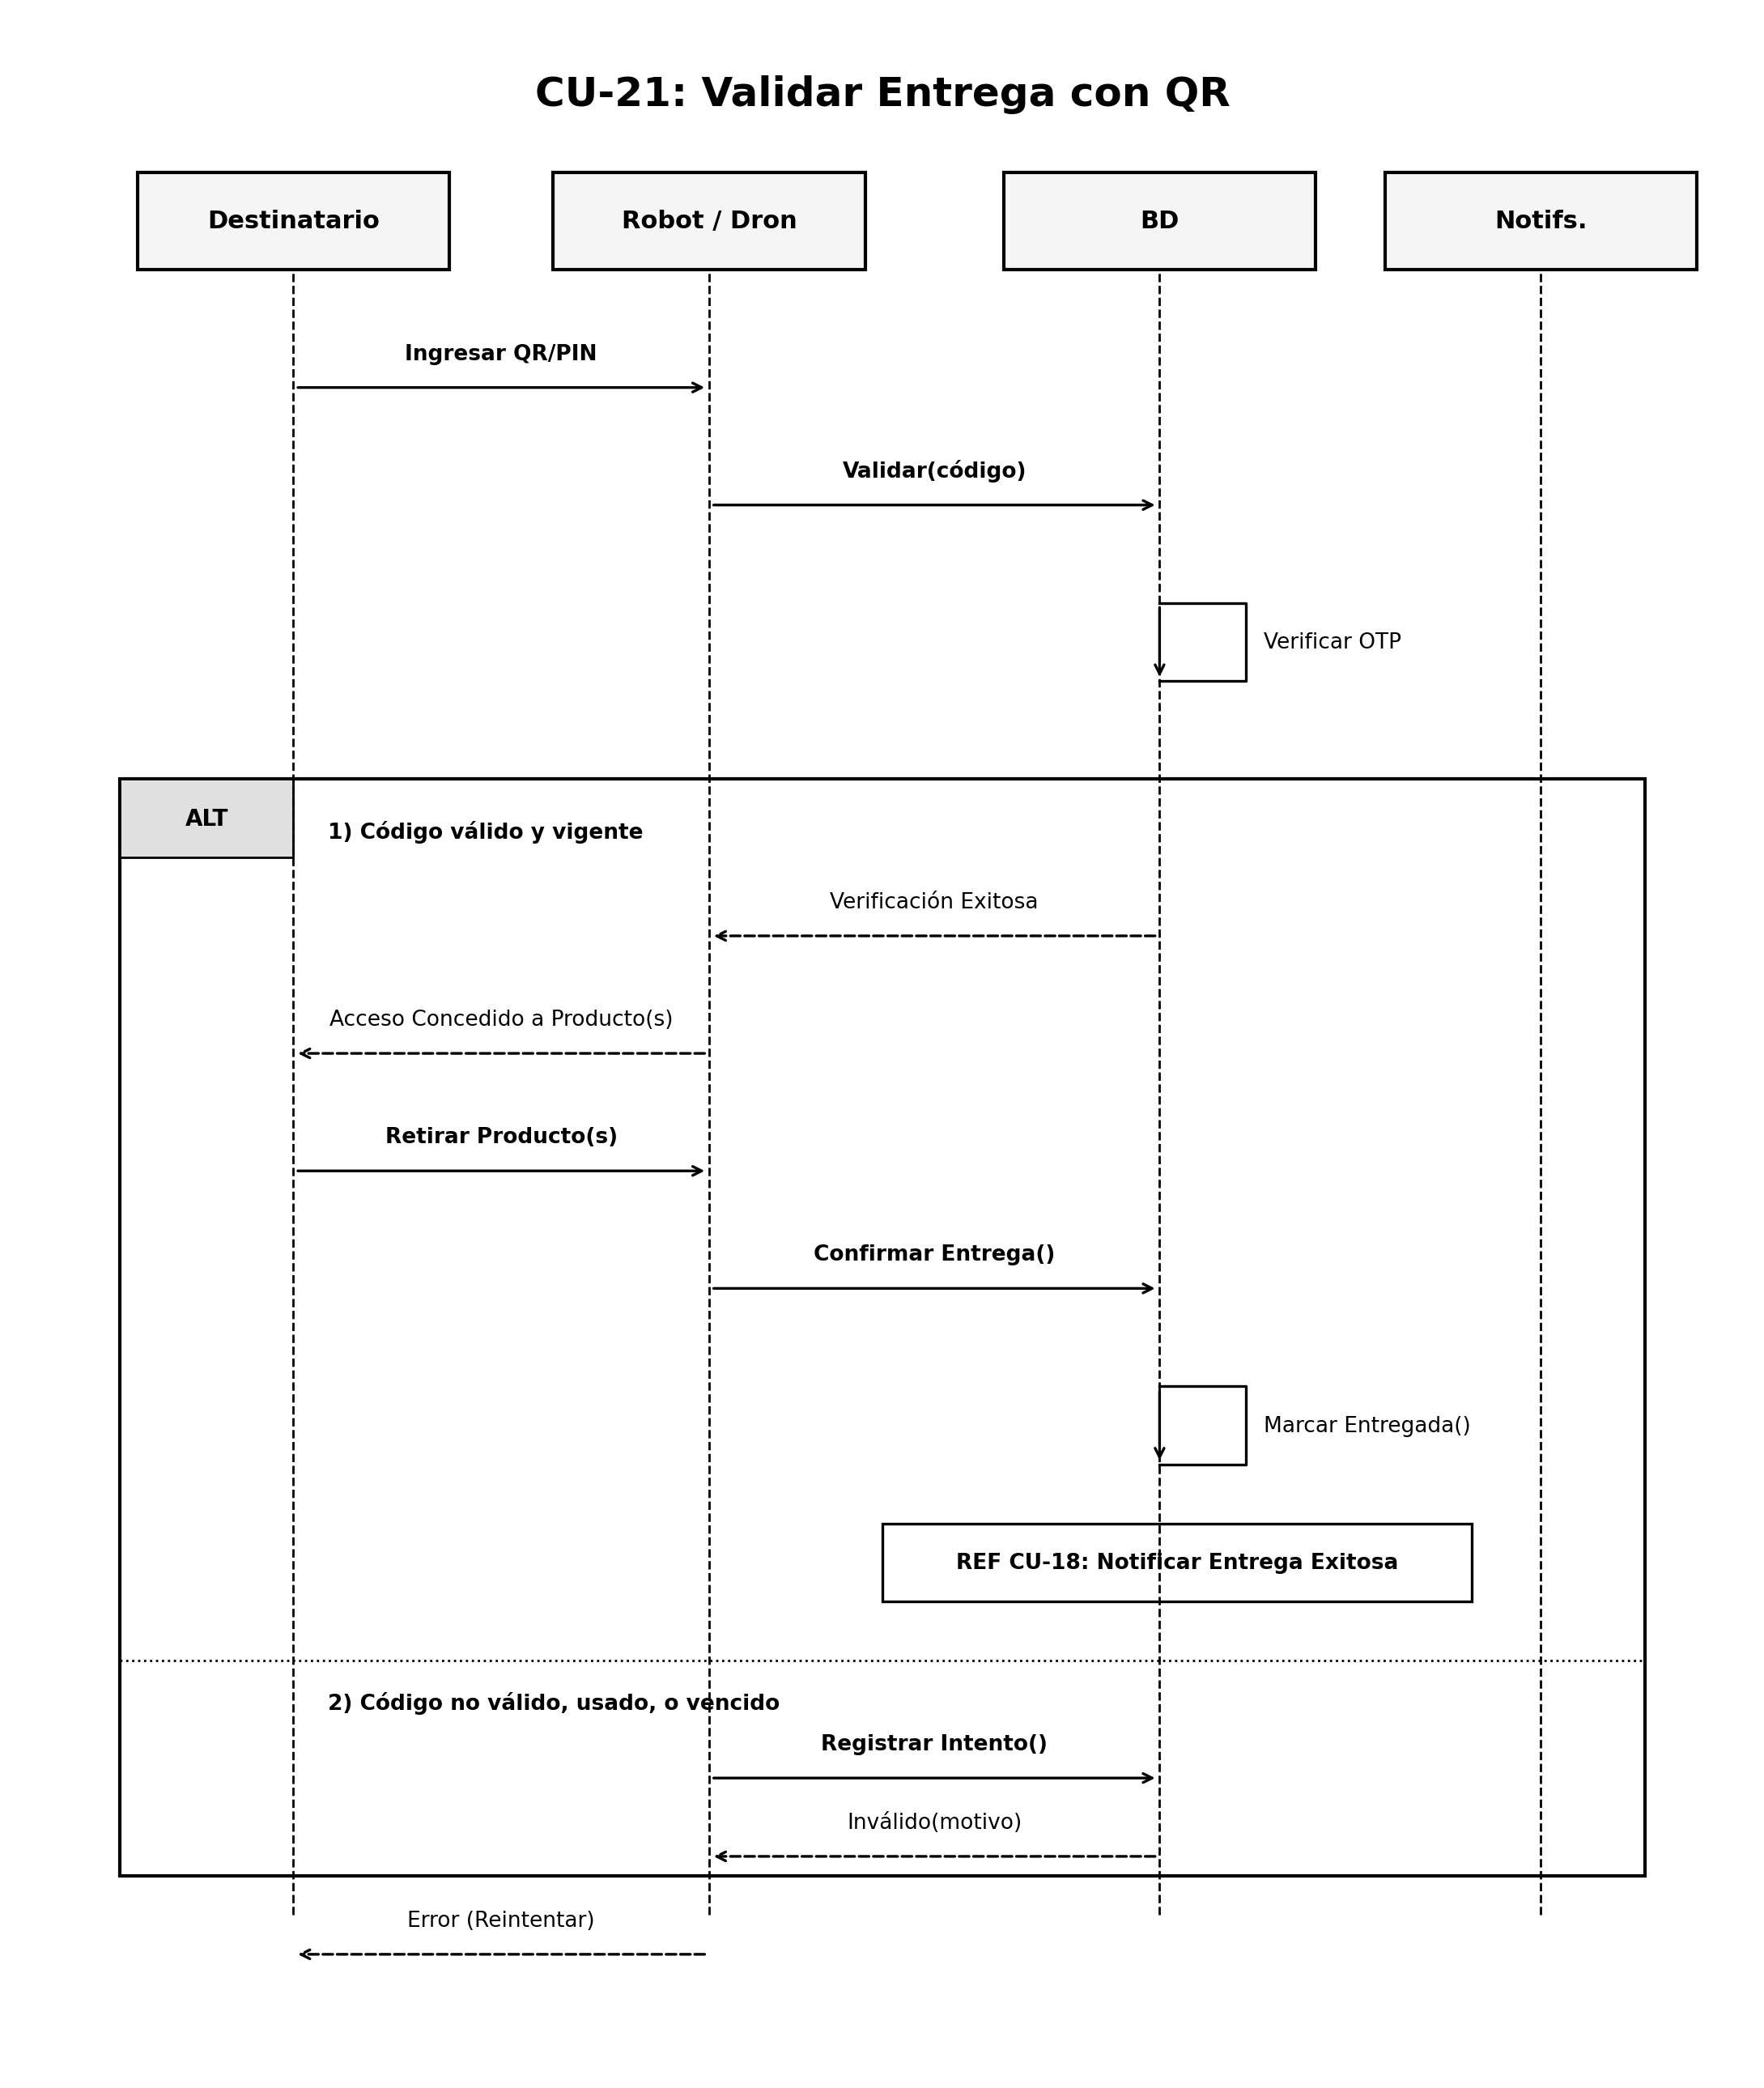 CU-21: Validar Entrega con QR
Destinatario
Robot / Dron
BD
Notifs.
Ingresar QR/PIN
Validar(código)
Verificar OTP
ALT
1) Código válido y vigente
Verificación Exitosa
Acceso Concedido a Producto(s)
Retirar Producto(s)
Confirmar Entrega()
Marcar Entregada()
REF CU-18: Notificar Entrega Exitosa
2) Código no válido, usado, o vencido
Registrar Intento()
Inválido(motivo)
Error (Reintentar)